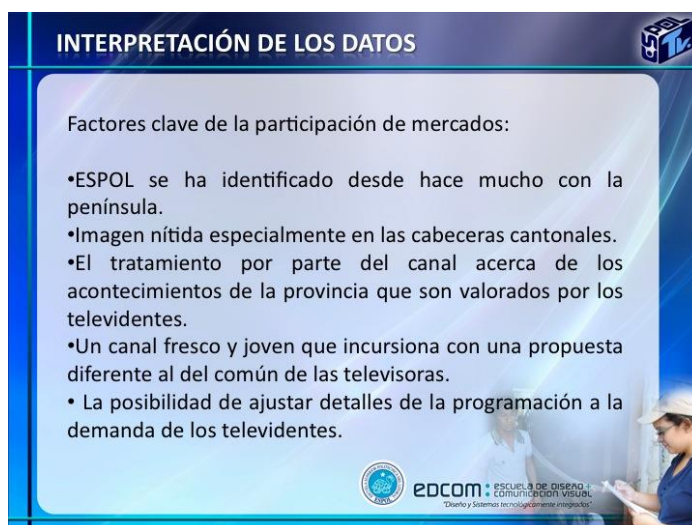 INTERPRETACIÓN DE LOS DATOS
ESPOL
Tv.
Factores clave de la participación de mercados:
•ESPOL se ha identificado desde hace mucho con la
península.
•Imagen nítida especialmente en las cabeceras cantonales.
•El tratamiento por parte del canal acerca de los
acontecimientos de la provincia que son valorados por los
televidentes.
•Un canal fresco y joven que incursiona con una propuesta
diferente al del común de las televisoras.
• La posibilidad de ajustar detalles de la programación a la
demanda de los televidentes.
ESPOL
EDCOM: ESCUELA DE DISEÑO +
COMUNICACIÓN VISUAL
"Diseño y Sistemas tecnológicamente integrados"